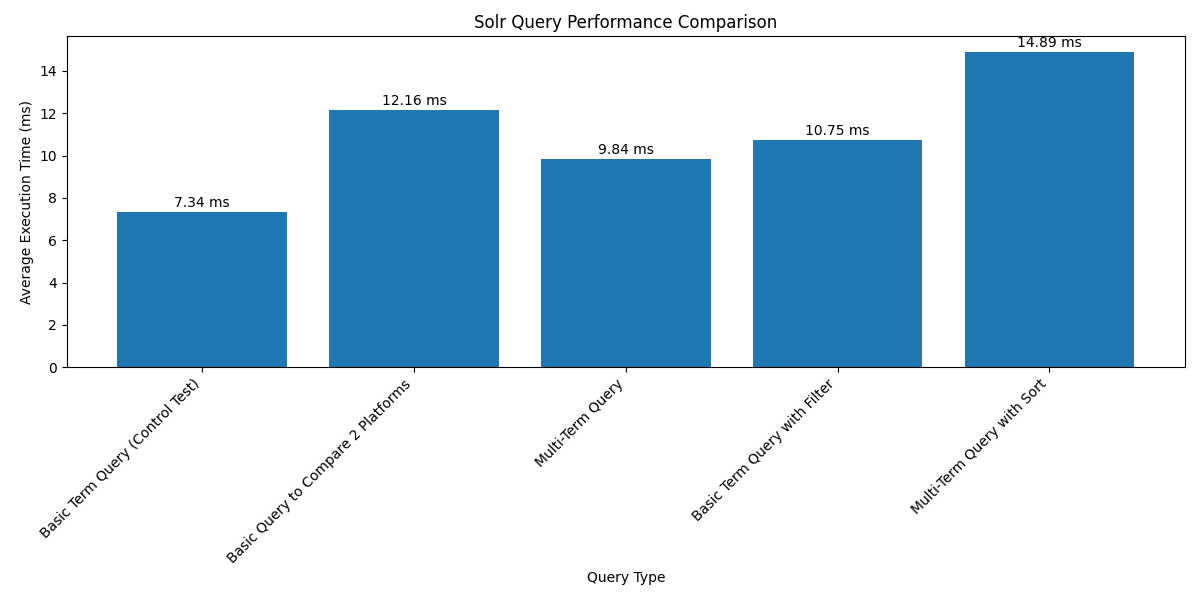 Solr Query Performance Comparison
Average Execution Time (ms)
14
12
10
8
6
4
2
0
7.34 ms
12.16 ms
9.84 ms
10.75 ms
14.89 ms
Basic Term Query (Control Test)
Basic Query to Compare 2 Platforms
Multi-Term Query
Basic Term Query with Filter
Multi-Term Query with Sort
Query Type